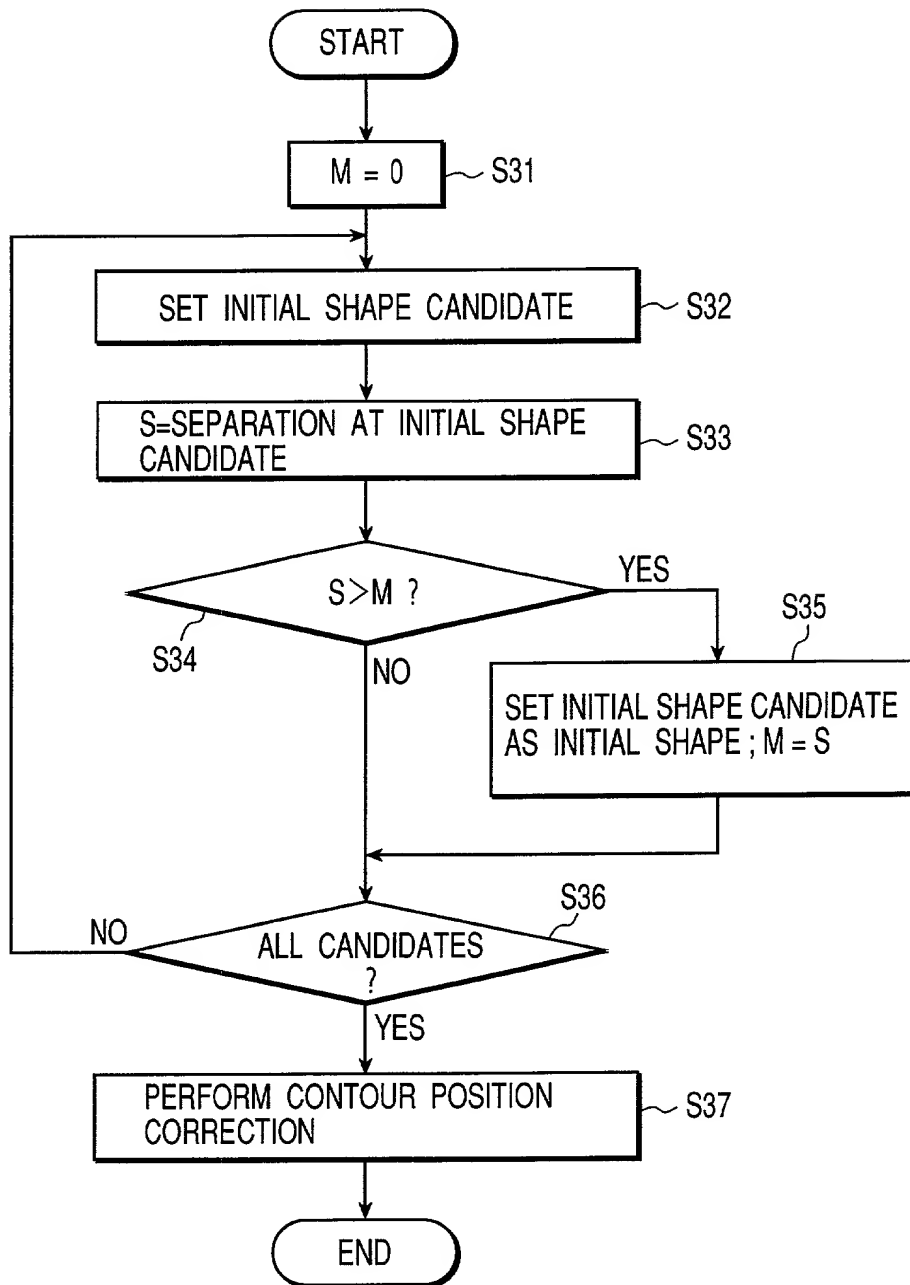 START
M = 0
S31
SET INITIAL SHAPE CANDIDATE
S32
S=SEPARATION AT INITIAL SHAPE
CANDIDATE
S33
S>M ?
YES
S34
NO
S35
SET INITIAL SHAPE CANDIDATE
AS INITIAL SHAPE ; M = S
S36
NO
ALL CANDIDATES
?
YES
PERFORM CONTOUR POSITION
CORRECTION
S37
END